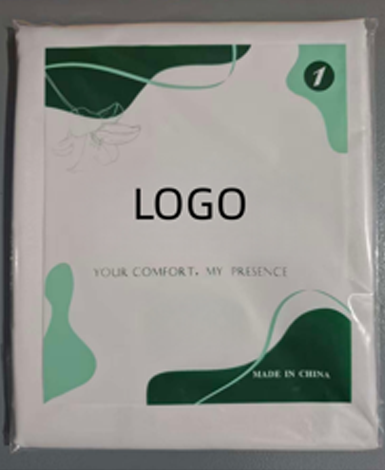 1
LOGO
YOUR COMFORT, MY PRESENCE
MADE IN CHINA